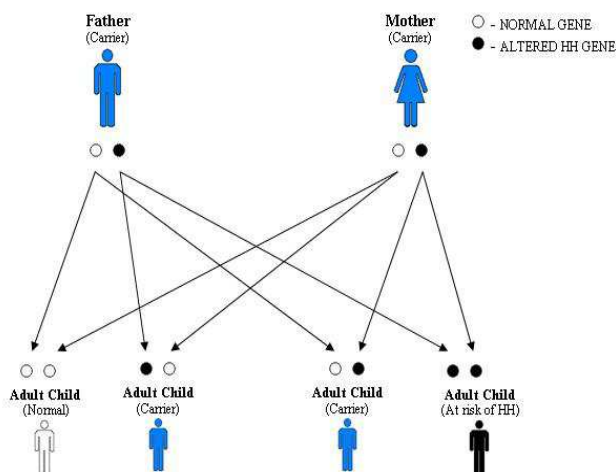 Father
(Carrier)
Mother
(Carrier)
- NORMAL GENE
- ALTERED HH GENE
Adult Child
(Normal)
Adult Child
(Carrier)
Adult Child
(Carrier)
Adult Child
(At risk of HH)